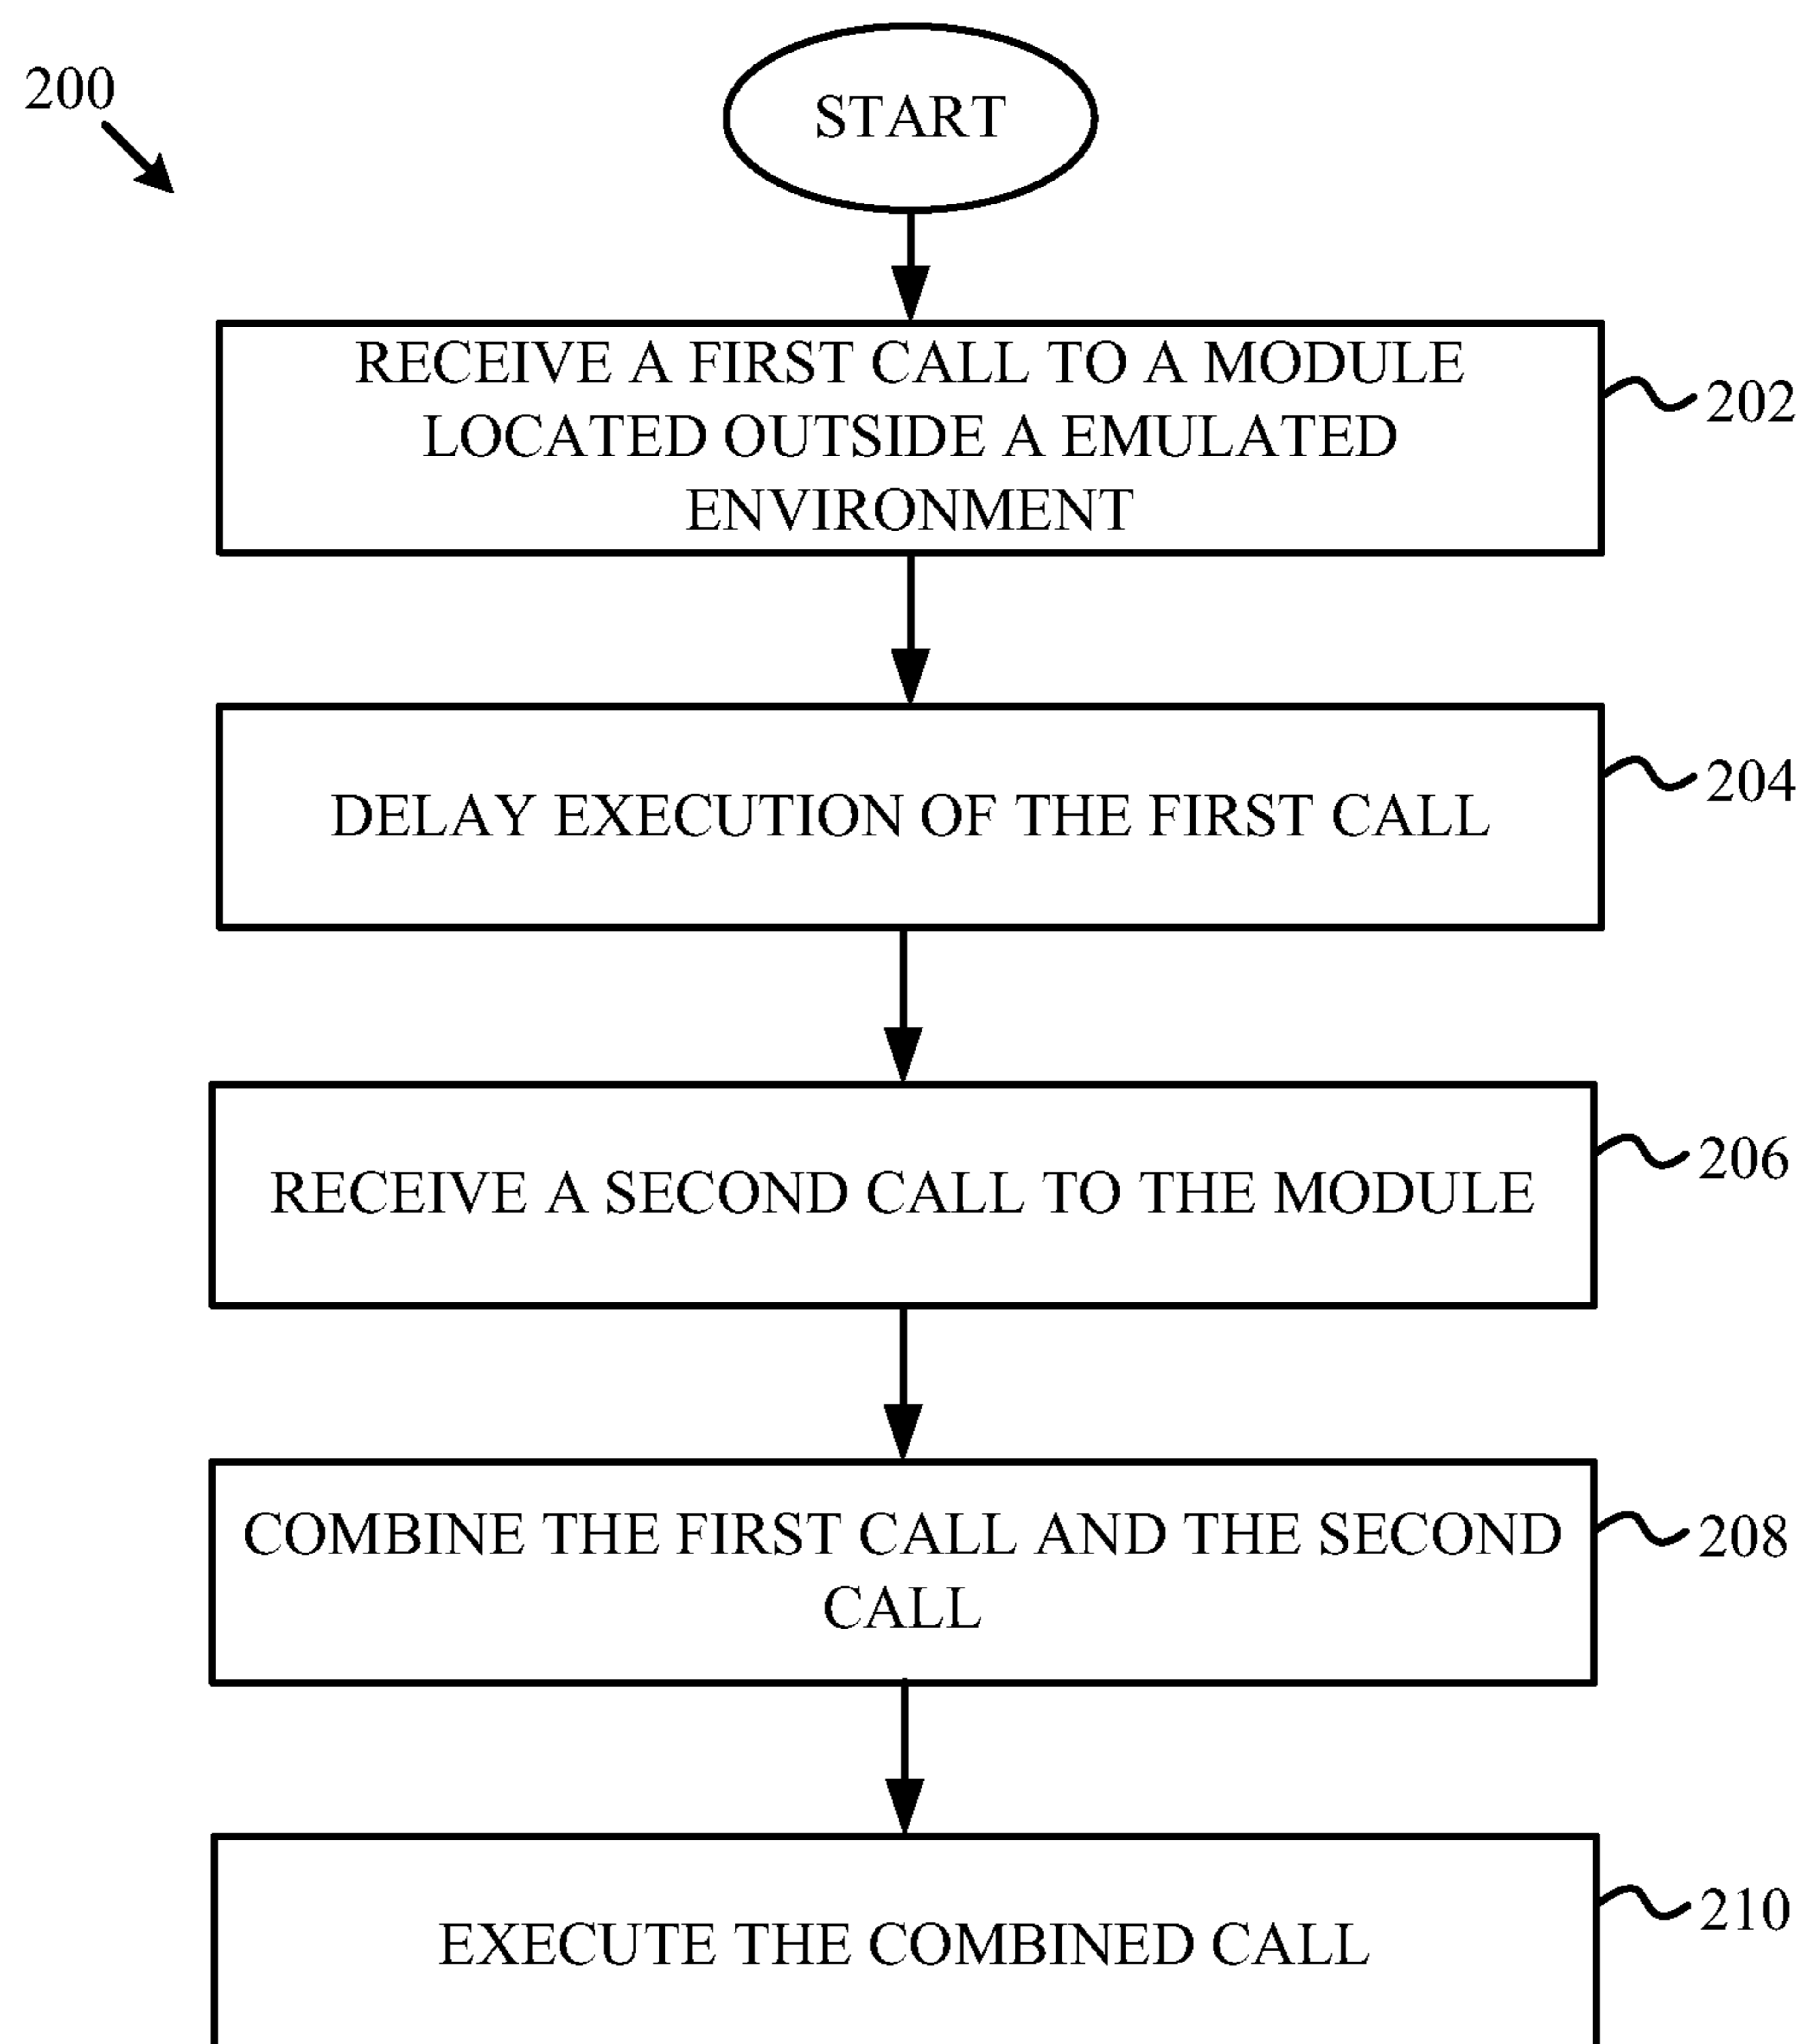 200
START
RECEIVE A FIRST CALL TO A MODULE
LOCATED OUTSIDE A EMULATED
ENVIRONMENT
202
DELAY EXECUTION OF THE FIRST CALL
204
RECEIVE A SECOND CALL TO THE MODULE
206
COMBINE THE FIRST CALL AND THE SECOND
CALL
208
EXECUTE THE COMBINED CALL
210